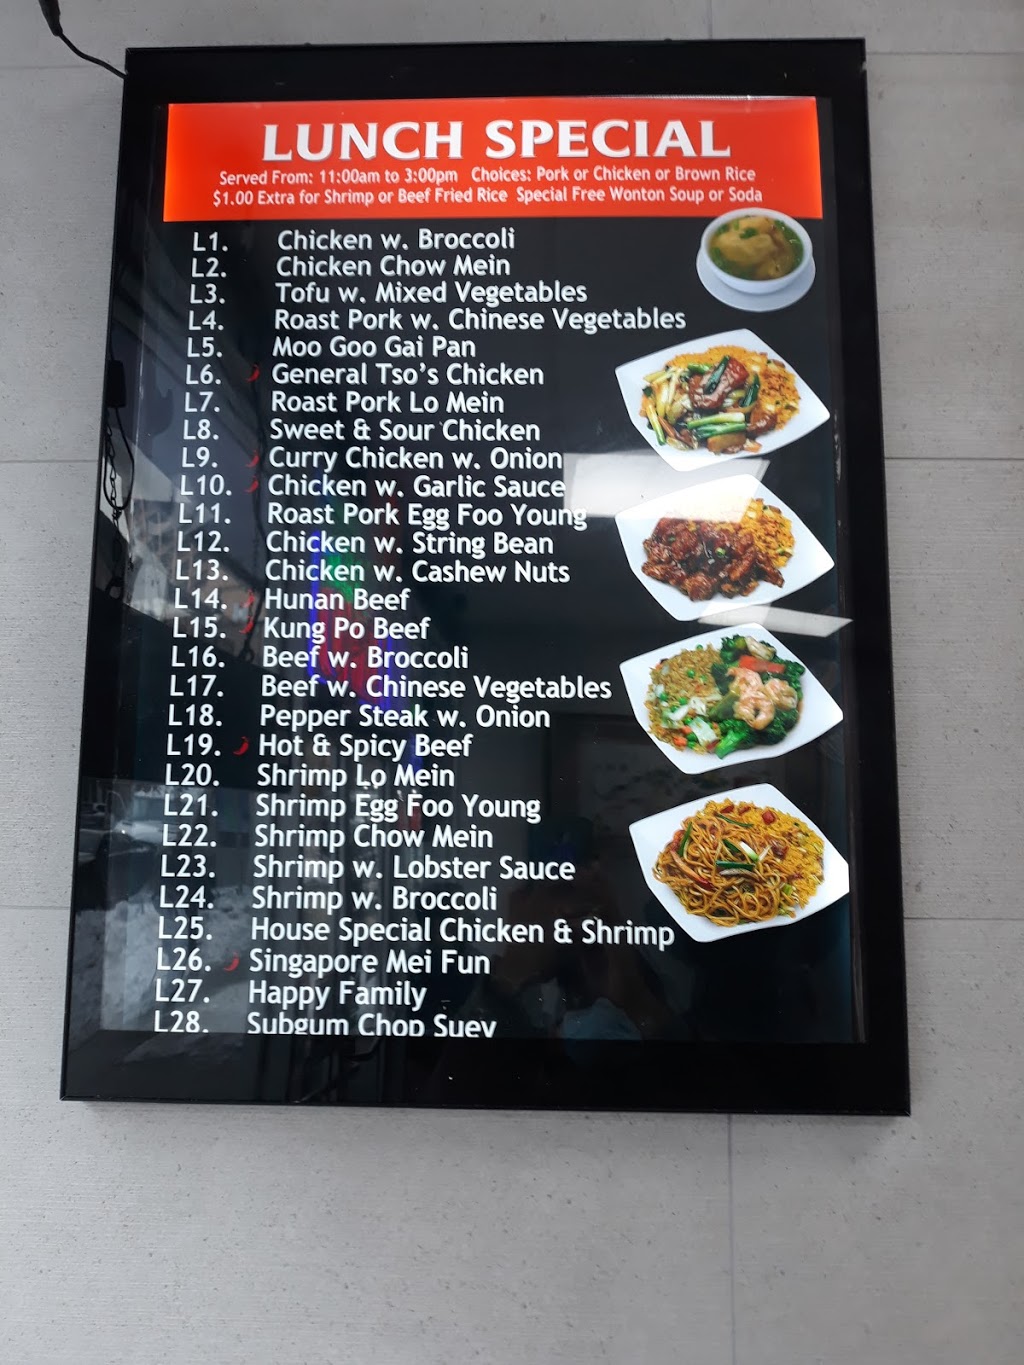 LUNCH SPECIAL
Served From: 11:00am to 3:00pm Choices: Pork or Chicken or Brown Rice
$1.00 Extra for Shrimp or Beef Fried Rice Special Free Wonton Soup or Soda
L1. Chicken w. Broccoli
L2. Chicken Chow Mein
L3. Tofu w. Mixed Vegetables
L4. Roast Pork w. Chinese Vegetables
L5. Moo Goo Gai Pan
L6. General Tso's Chicken
L7. Roast Pork Lo Mein
L8. Sweet & Sour Chicken
L9. Curry Chicken w. Onion
L10. Chicken w. Garlic Sauce
L11. Roast Pork Egg Foo Young
L12. Chicken w. String Bean
L13. Chicken w. Cashew Nuts
L14. Hunan Beef
L15. Kung Po Beef
L16. Beef w. Broccoli
L17. Beef w. Chinese Vegetables
L18. Pepper Steak w. Onion
L19. Hot & Spicy Beef
L20. Shrimp Lo Mein
L21. Shrimp Egg Foo Young
L22. Shrimp Chow Mein
L23. Shrimp w. Lobster Sauce
L24. Shrimp w. Broccoli
L25. House Special Chicken & Shrimp
L26. Singapore Mei Fun
L27. Happy Family
L28. Subgum Chop Suey